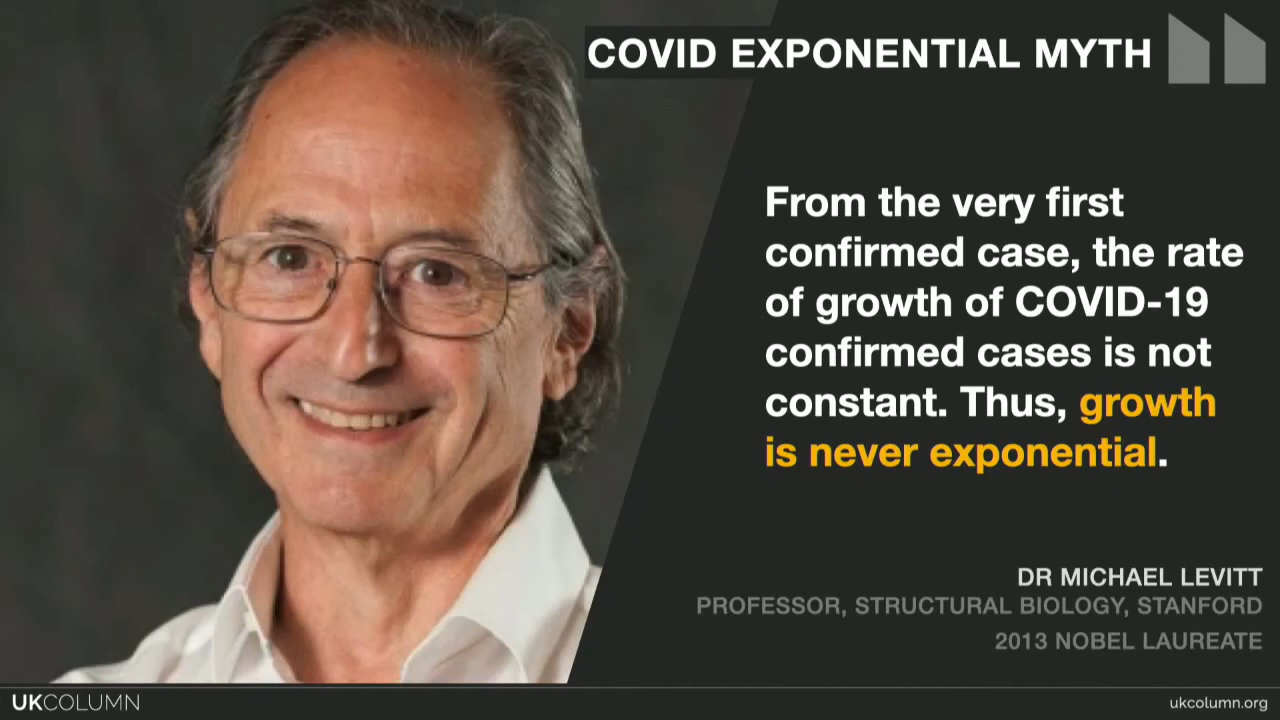 COVID EXPONENTIAL MYTH
From the very first
confirmed case, the rate
of growth of COVID-19
confirmed cases is not
constant. Thus, growth
is never exponential.
DR MICHAEL LEVITT
PROFESSOR, STRUCTURAL BIOLOGY, STANFORD
2013 NOBEL LAUREATE
UKCOLUMN
ukcolumn.org